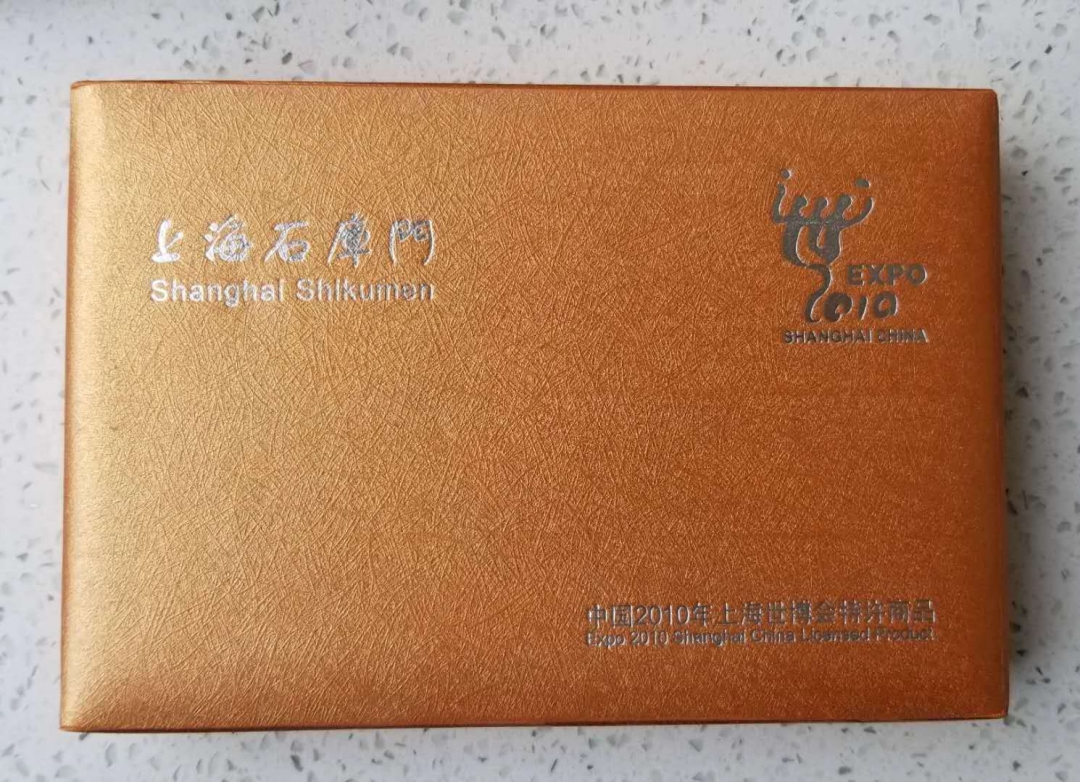 上海石库門
Shanghai Shikumen
EXPO
2010
SHANGHAI CHINA
中国2010年上海世博会特许商品
Expo 2010 Shanghai China Licensed Product